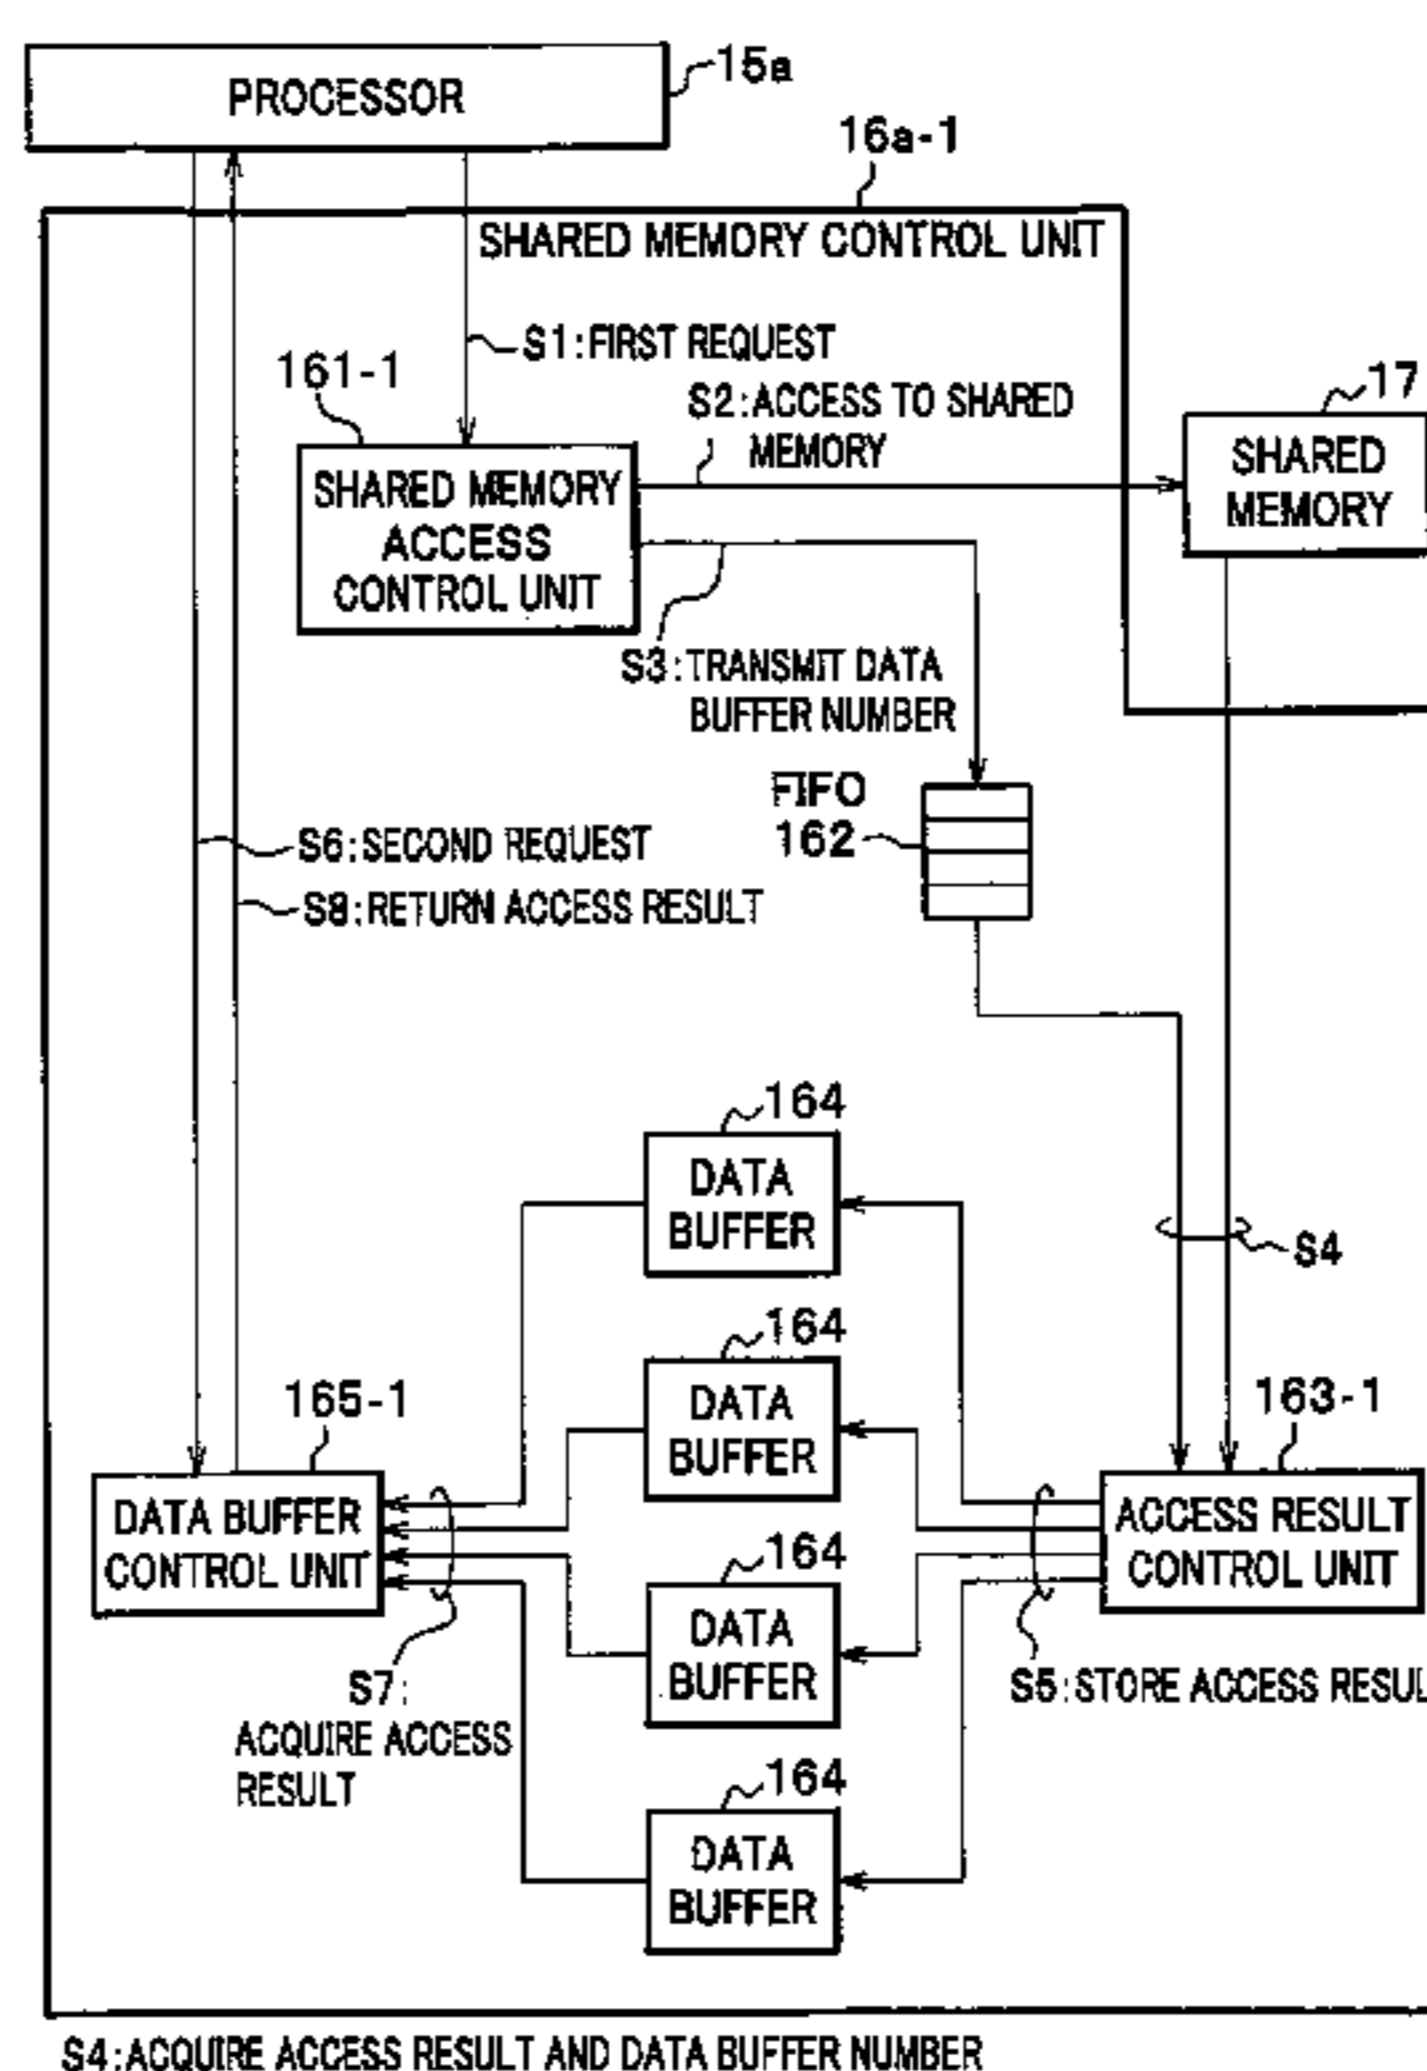 PROCESSOR
15a
16a-1
SHARED MEMORY CONTROL UNIT
S1:FIRST REQUEST
161-1
S2:ACCESS TO SHARED
MEMORY
17
SHARED MEMORY
ACCESS
CONTROL UNIT
SHARED
MEMORY
S3:TRANSMIT DATA
BUFFER NUMBER
FIFO
162
S6:SECOND REQUEST
S8:RETURN ACCESS RESULT
164
DATA
BUFFER
S4
164
DATA
BUFFER
165-1
163-1
DATA BUFFER
CONTROL UNIT
ACCESS RESULT
CONTROL UNIT
164
DATA
BUFFER
S7:
ACQUIRE ACCESS
RESULT
S5:STORE ACCESS RESUL
164
DATA
BUFFER
S4:ACQUIRE ACCESS RESULT AND DATA BUFFER NUMBER